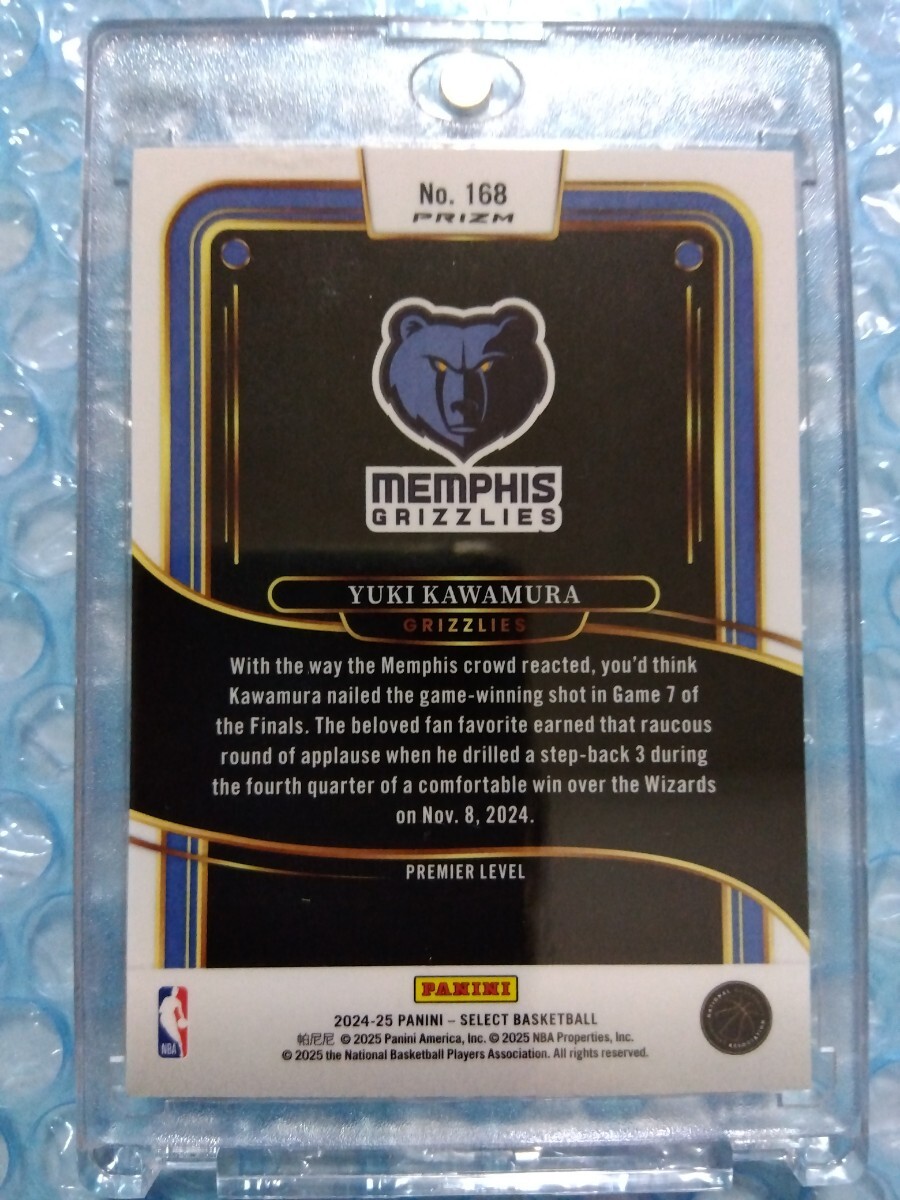 No. 168
PRIZM
MEMPHIS
GRIZZLIES
YUKI KAWAMURA
GRIZZLIES
With the way the Memphis crowd reacted, you'd think
Kawamura nailed the game-winning shot in Game 7 of
the Finals. The beloved fan favorite earned that raucous
round of applause when he drilled a step-back 3 during
the fourth quarter of a comfortable win over the Wizards
on Nov. 8, 2024.
PREMIER LEVEL
PANINI
2024-25 PANINI – SELECT BASKETBALL
帕尼尼 © 2025 Panini America, Inc. © 2025 NBA Properties, Inc.
© 2025 the National Basketball Players Association. All rights reserved.
NBA